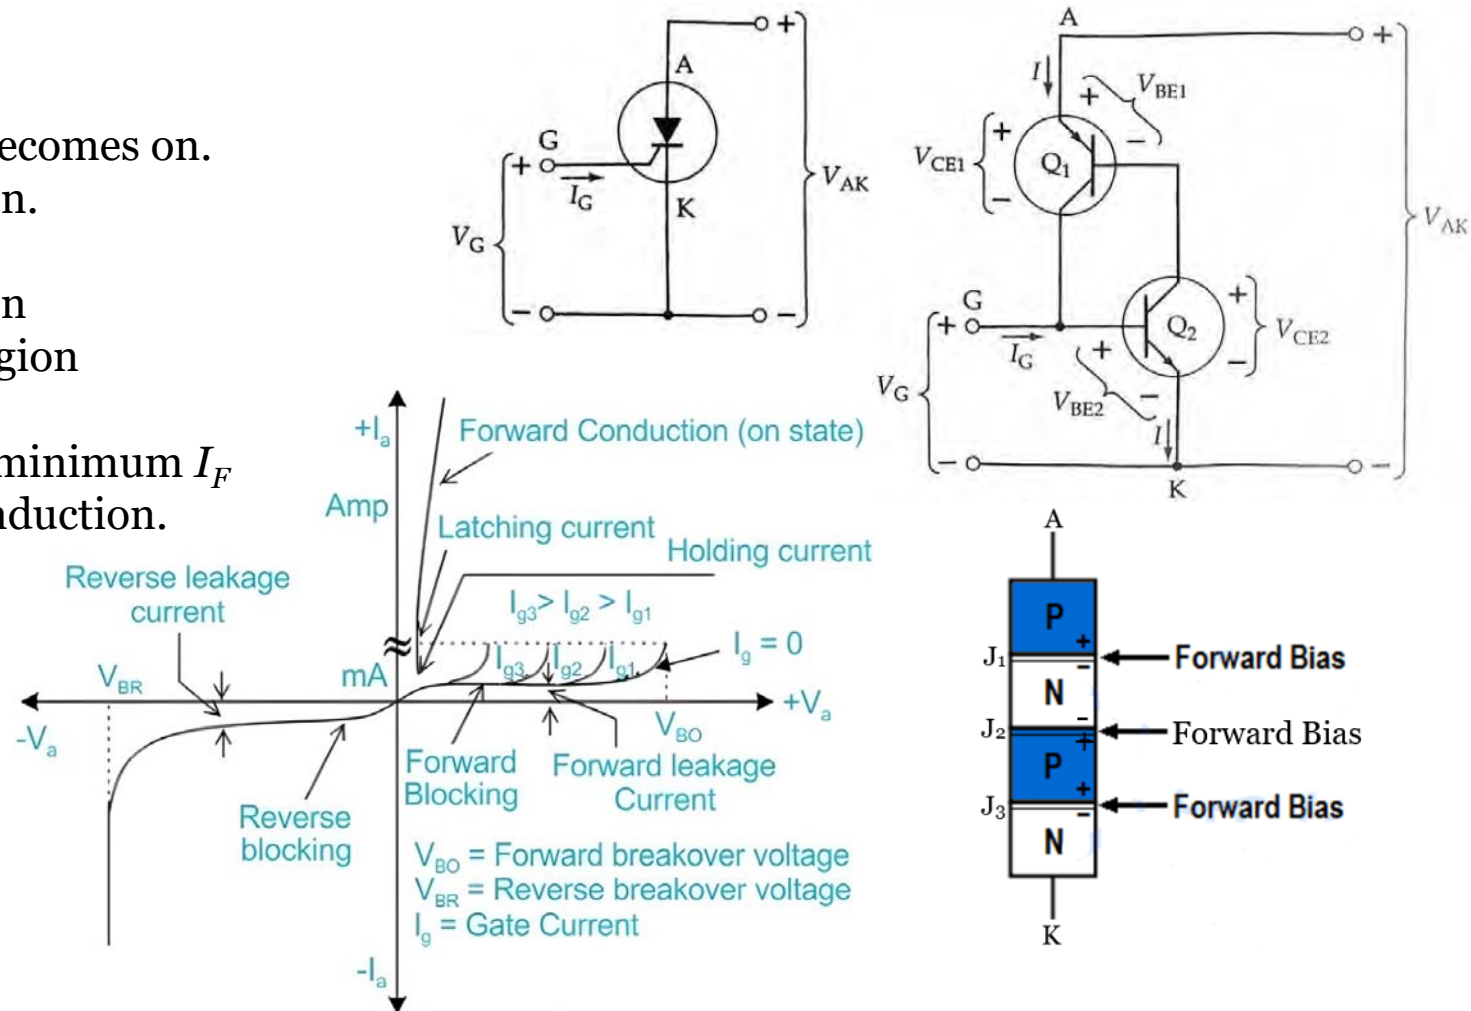 ecomes on.
n.
n
gion
minimum I_F
nduction.
+
A
G
+
I_G
K
V_G
V_AK
−
−
A
+
I
+
V_BE1
−
V_CE1
+
−
Q₁
V_AK
G
+
I_G
V_G
Q₂
+
−
V_CE2
+
V_BE2
−
I
−
−
K
+I_a
Forward Conduction (on state)
Amp
Latching current
Holding current
Reverse leakage
current
I_g3 > I_g2 > I_g1
I_g = 0
I_g3
I_g2
I_g1
mA
V_BR
+V_a
-V_a
V_BO
Forward
Blocking
Forward leakage
Current
Reverse
blocking
V_BO = Forward breakover voltage
V_BR = Reverse breakover voltage
I_g = Gate Current
-I_a
A
P
+
J₁
−
Forward Bias
N
−
J₂
+
Forward Bias
P
+
J₃
−
Forward Bias
N
K